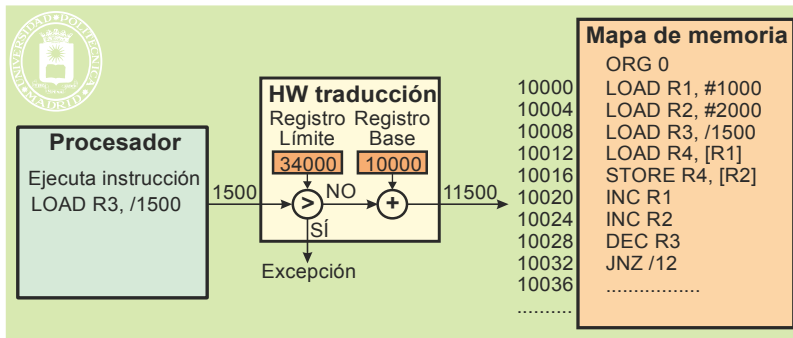 UNIVERSIDAD POLITECNICA
MADRID
Procesador
Ejecuta instrucción
LOAD R3, /1500
1500
HW traducción
Registro Registro
Límite Base
34000 10000
> NO +
SÍ
Excepción
11500
Mapa de memoria
ORG 0
10000 LOAD R1, #1000
10004 LOAD R2, #2000
10008 LOAD R3, /1500
10012 LOAD R4, [R1]
10016 STORE R4, [R2]
10020 INC R1
10024 INC R2
10028 DEC R3
10032 JNZ /12
10036 .................
..........